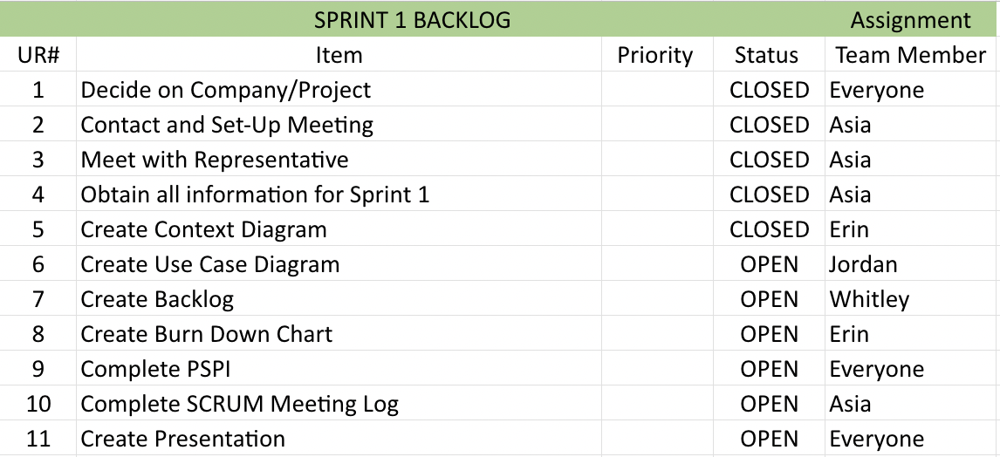 SPRINT 1 BACKLOG Assignment
UR# Item Priority Status Team Member
1 Decide on Company/Project CLOSED Everyone
2 Contact and Set-Up Meeting CLOSED Asia
3 Meet with Representative CLOSED Asia
4 Obtain all information for Sprint 1 CLOSED Asia
5 Create Context Diagram CLOSED Erin
6 Create Use Case Diagram OPEN Jordan
7 Create Backlog OPEN Whitley
8 Create Burn Down Chart OPEN Erin
9 Complete PSPI OPEN Everyone
10 Complete SCRUM Meeting Log OPEN Asia
11 Create Presentation OPEN Everyone